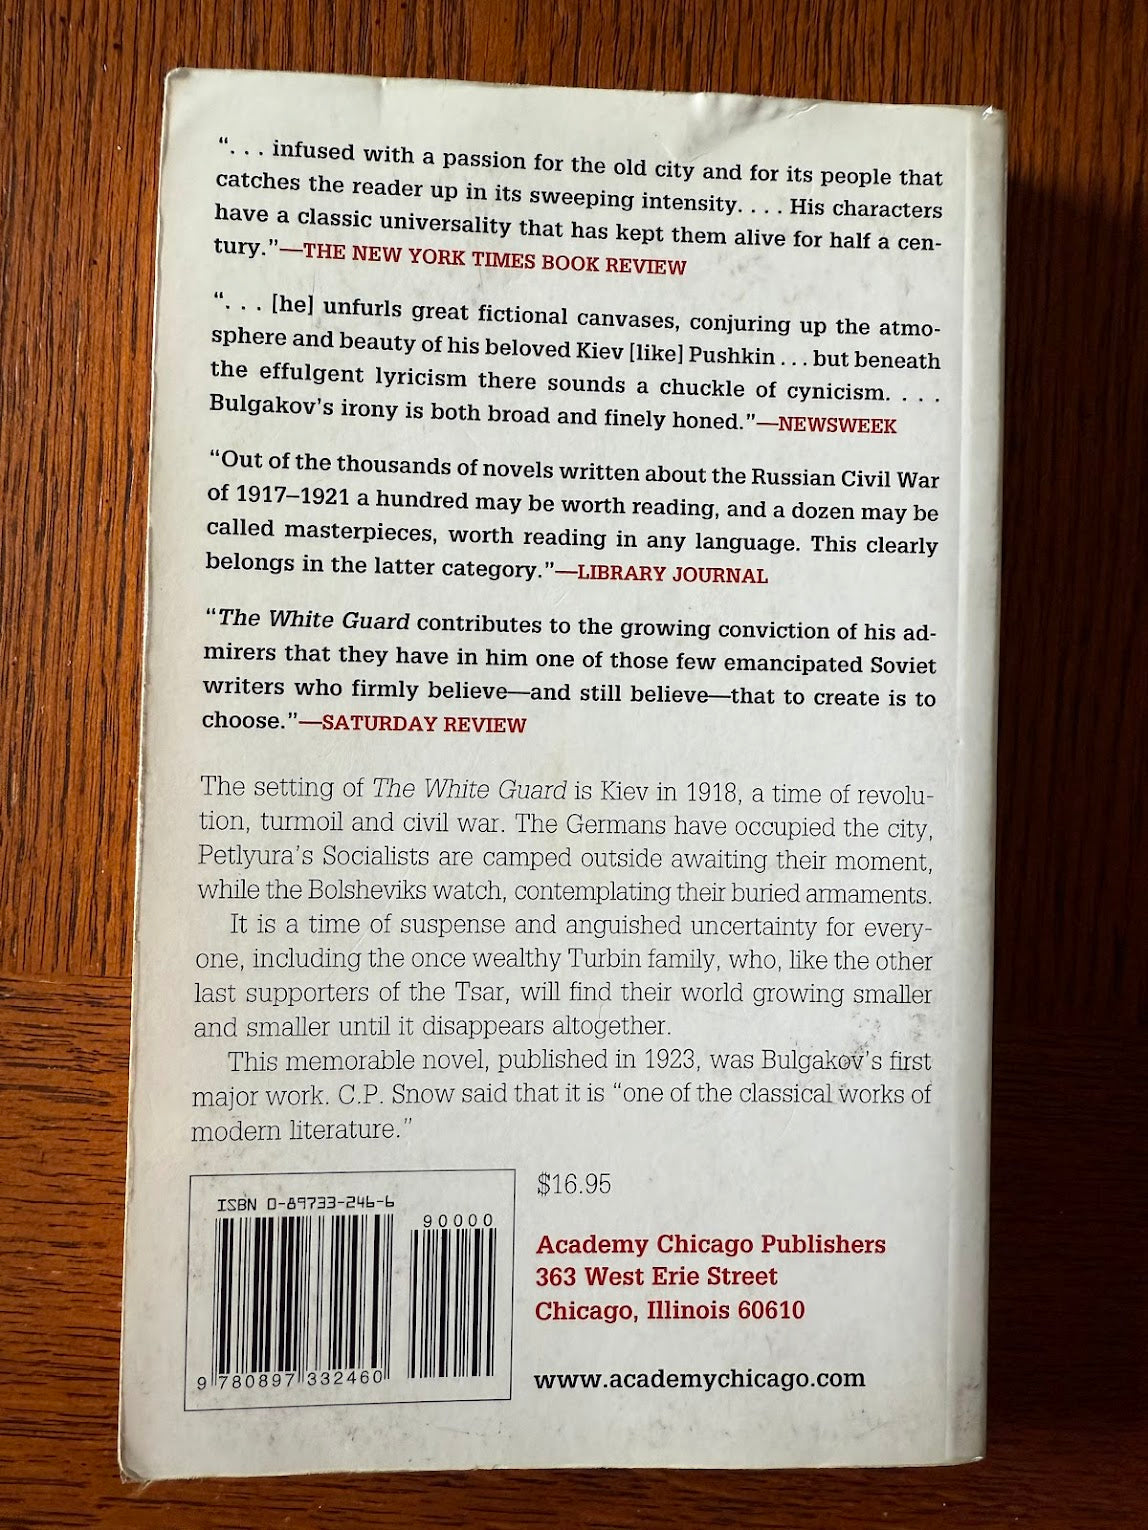 “. . . infused with a passion for the old city and for its people that
catches the reader up in its sweeping intensity. . . . His characters
have a classic universality that has kept them alive for half a cen-
tury.”—THE NEW YORK TIMES BOOK REVIEW
“. . . [he] unfurls great fictional canvases, conjuring up the atmo-
sphere and beauty of his beloved Kiev [like] Pushkin . . . but beneath
the effulgent lyricism there sounds a chuckle of cynicism. . . .
Bulgakov’s irony is both broad and finely honed.”—NEWSWEEK
“Out of the thousands of novels written about the Russian Civil War
of 1917–1921 a hundred may be worth reading, and a dozen may be
called masterpieces, worth reading in any language. This clearly
belongs in the latter category.”—LIBRARY JOURNAL
“The White Guard contributes to the growing conviction of his ad-
mirers that they have in him one of those few emancipated Soviet
writers who firmly believe—and still believe—that to create is to
choose.”—SATURDAY REVIEW
The setting of The White Guard is Kiev in 1918, a time of revolu-
tion, turmoil and civil war. The Germans have occupied the city,
Petlyura’s Socialists are camped outside awaiting their moment,
while the Bolsheviks watch, contemplating their buried armaments.
It is a time of suspense and anguished uncertainty for every-
one, including the once wealthy Turbin family, who, like the other
last supporters of the Tsar, will find their world growing smaller
and smaller until it disappears altogether.
This memorable novel, published in 1923, was Bulgakov’s first
major work. C.P. Snow said that it is “one of the classical works of
modern literature.”
ISBN 0-89733-246-6
90000
9 780897 332460
$16.95
Academy Chicago Publishers
363 West Erie Street
Chicago, Illinois 60610
www.academychicago.com